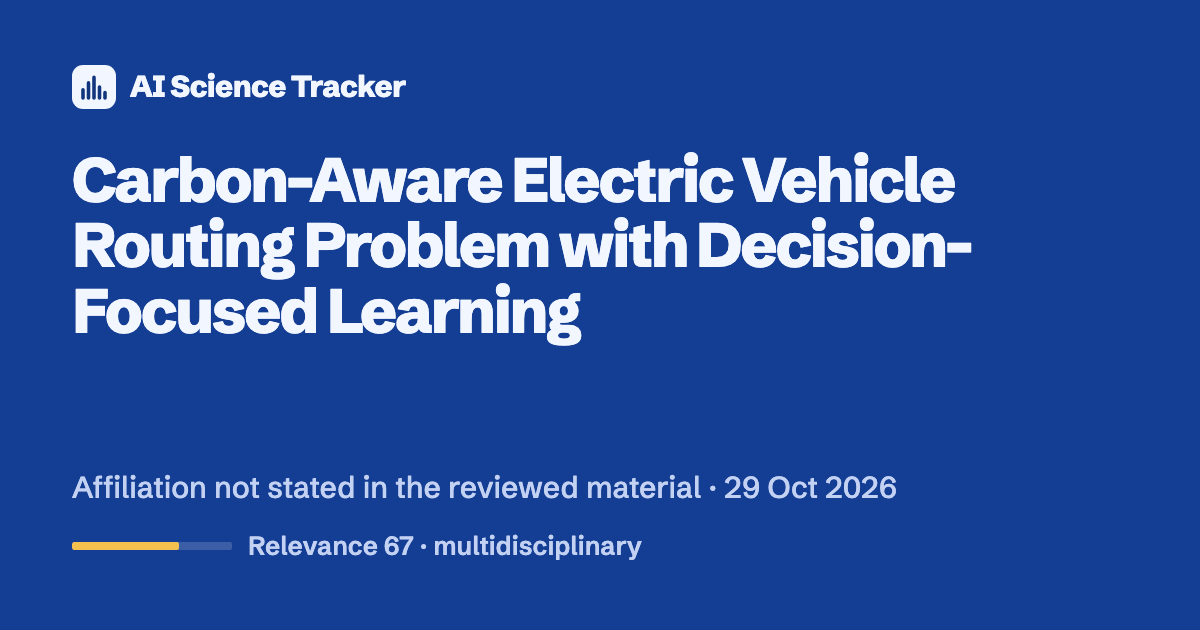 AI Science Tracker
Carbon-Aware Electric Vehicle
Routing Problem with Decision-
Focused Learning
Affiliation not stated in the reviewed material · 29 Oct 2026
Relevance 67 · multidisciplinary